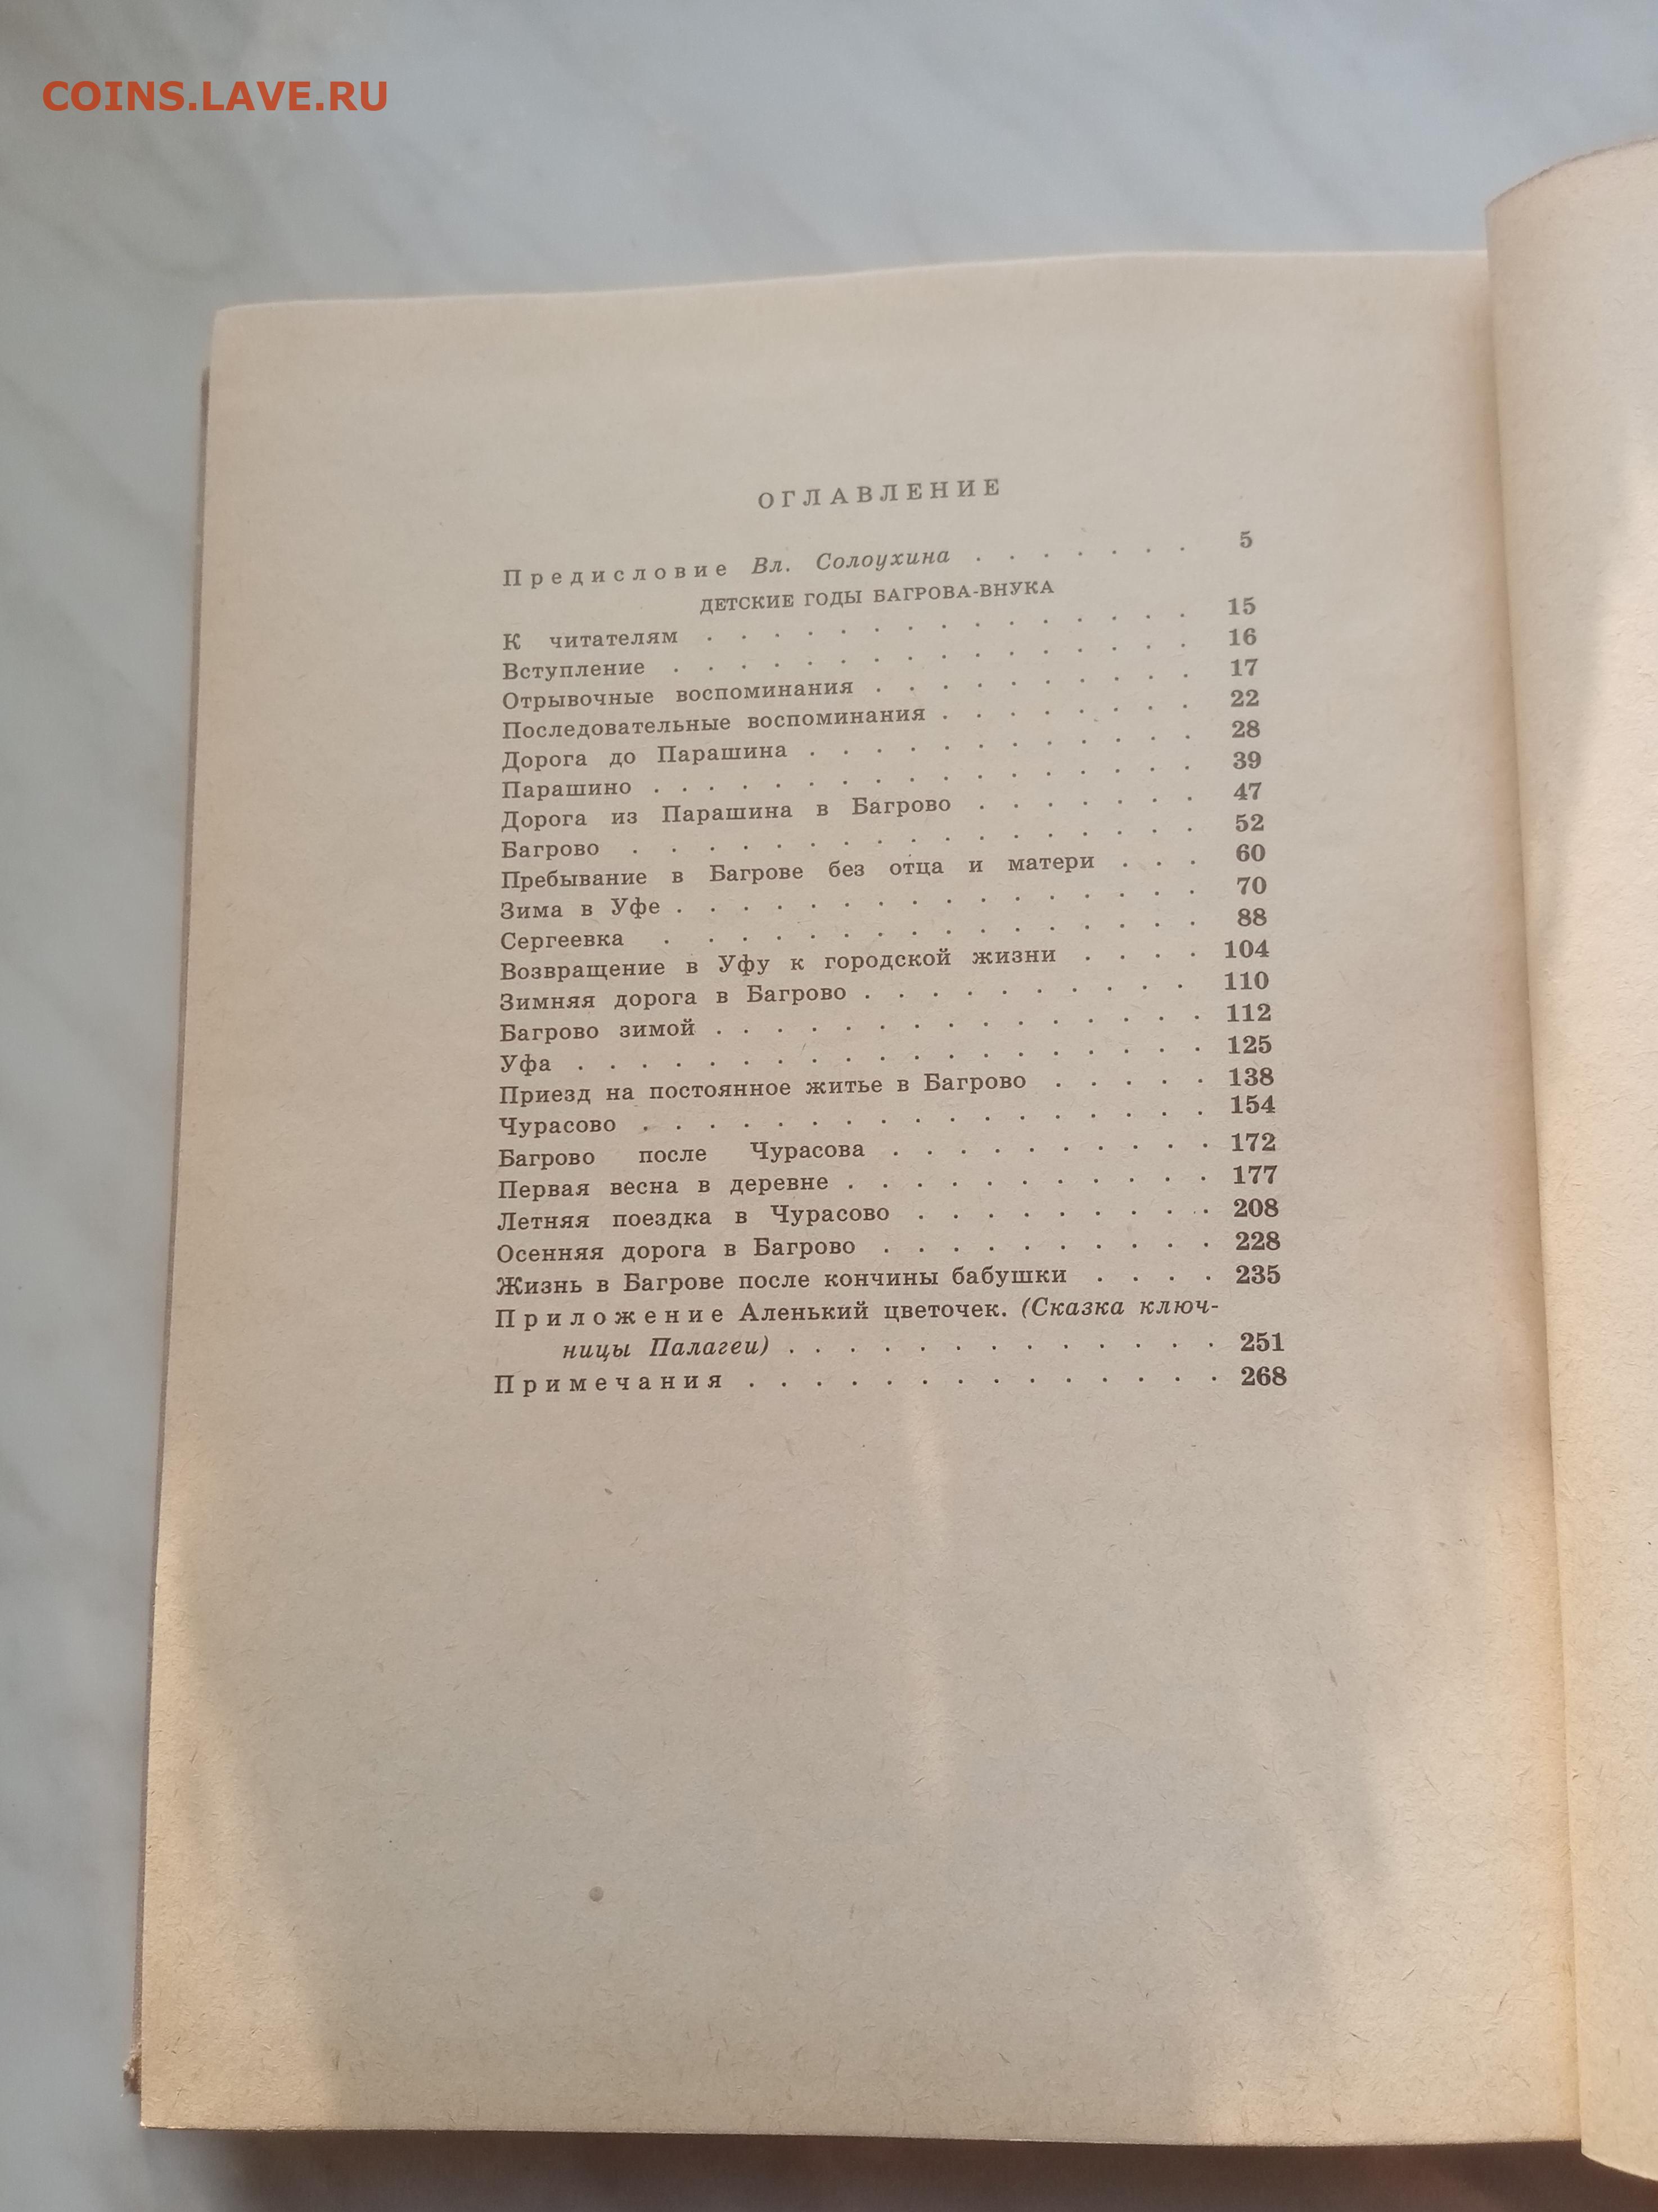 COINS.LAVE.RU
ОГЛАВЛЕНИЕ
Предисловие Вл. Солоухина . . . . . . . 5
ДЕТСКИЕ ГОДЫ БАГРОВА-ВНУКА
К читателям . . . . . . . . . . . . . . . 15
Вступление . . . . . . . . . . . . . . . . 16
Отрывочные воспоминания . . . . . . . . . . 17
Последовательные воспоминания . . . . . . . . 22
Дорога до Парашина . . . . . . . . . . . . 28
Парашино . . . . . . . . . . . . . . . . 39
Дорога из Парашина в Багрово . . . . . . . 47
Багрово . . . . . . . . . . . . . . . . 52
Пребывание в Багрове без отца и матери . . . 60
Зима в Уфе . . . . . . . . . . . . . . . . 70
Сергеевка . . . . . . . . . . . . . . . . 88
Возвращение в Уфу к городской жизни . . . . 104
Зимняя дорога в Багрово . . . . . . . . . . 110
Багрово зимой . . . . . . . . . . . . . . . 112
Уфа . . . . . . . . . . . . . . . . . . . 125
Приезд на постоянное житье в Багрово . . . . . 138
Чурасово . . . . . . . . . . . . . . . . . 154
Багрово после Чурасова . . . . . . . . . . 172
Первая весна в деревне . . . . . . . . . . . 177
Летняя поездка в Чурасово . . . . . . . . . 208
Осенняя дорога в Багрово . . . . . . . . . . 228
Жизнь в Багрове после кончины бабушки . . . . 235
Приложение Аленький цветочек. (Сказка ключ-
ницы Палагеи) . . . . . . . . . . . . . . 251
Примечания . . . . . . . . . . . . . . . 268